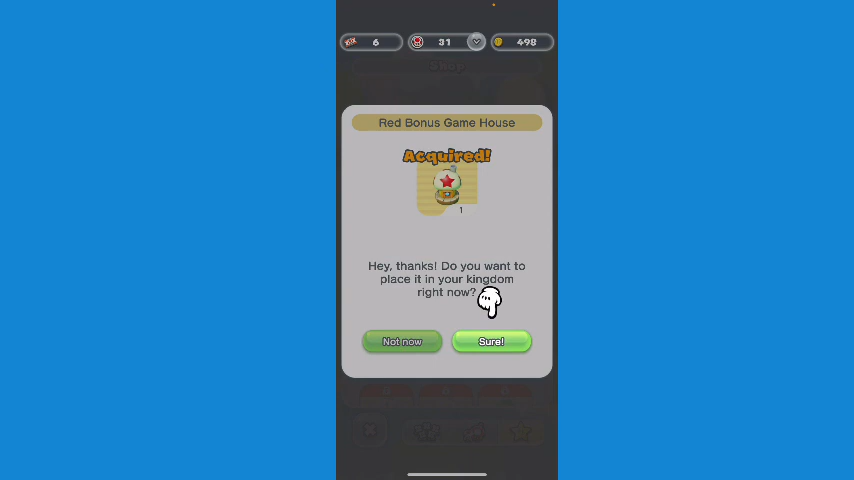 6
31
498
Shop
Red Bonus Game House
Acquired!
1
Hey, thanks! Do you want to
place it in your kingdom
right now?
Not now
Sure!